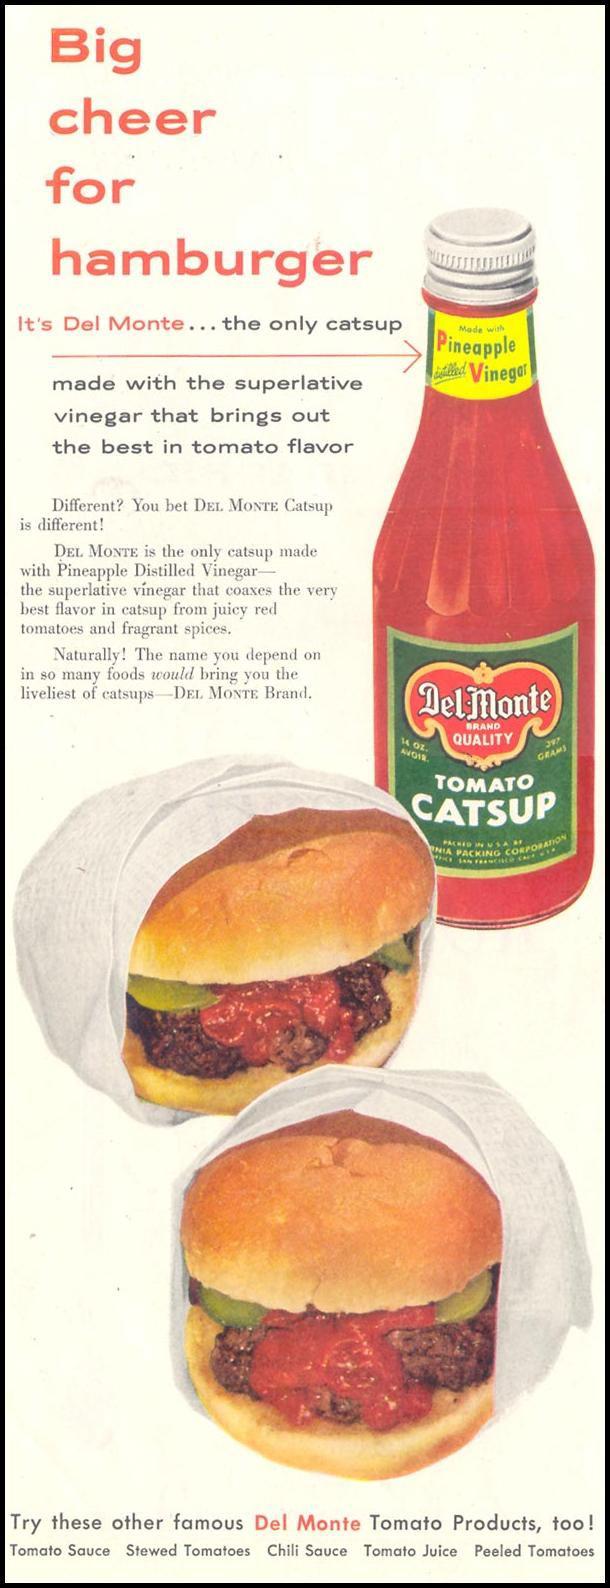 Big
cheer
for
hamburger
It's Del Monte...the only catsup
made with the superlative
vinegar that brings out
the best in tomato flavor
Different? You bet DEL MONTE Catsup
is different!
DEL MONTE is the only catsup made
with Pineapple Distilled Vinegar—
the superlative vinegar that coaxes the very
best flavor in catsup from juicy red
tomatoes and fragrant spices.
Naturally! The name you depend on
in so many foods would bring you the
liveliest of catsups—DEL MONTE Brand.
Made with
Pineapple
distilled Vinegar
Del Monte
BRAND
QUALITY
14 OZ.
AVOIR.
397
GRAMS
TOMATO
CATSUP
PACKED IN U.S.A. BY
NIA PACKING CORPORATION
FICE SAN FRANCISCO CALIF. U.S.A.
Try these other famous Del Monte Tomato Products, too!
Tomato Sauce Stewed Tomatoes Chili Sauce Tomato Juice Peeled Tomatoes